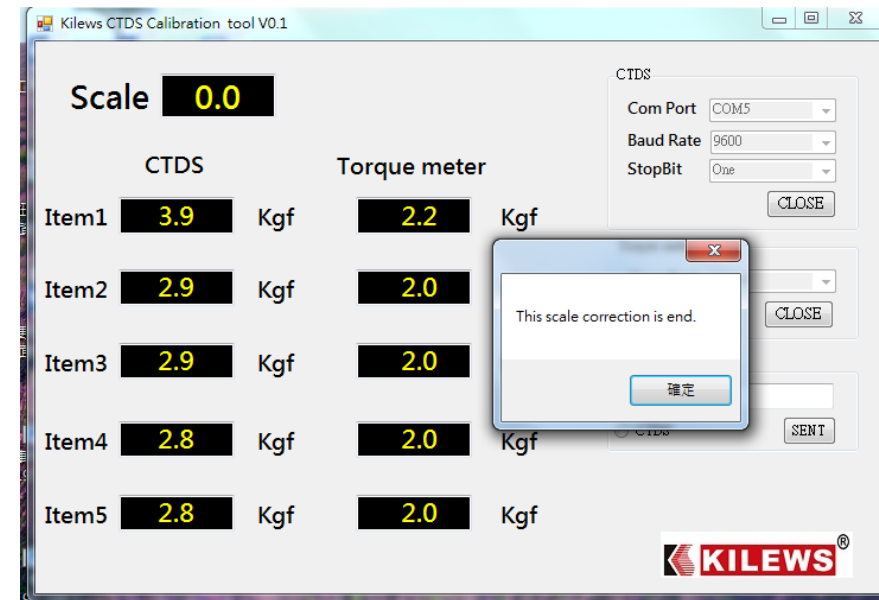 Kilews CTDS Calibration tool V0.1
Scale 0.0
CTDS Torque meter
Item1 3.9 Kgf 2.2 Kgf
Item2 2.9 Kgf 2.0
Item3 2.9 Kgf 2.0
Item4 2.8 Kgf 2.0 Kgf
Item5 2.8 Kgf 2.0 Kgf
CTDS
Com Port COM5
Baud Rate 9600
StopBit One
CLOSE
CLOSE
This scale correction is end.
確定
CTDS SENT
KILEWS®